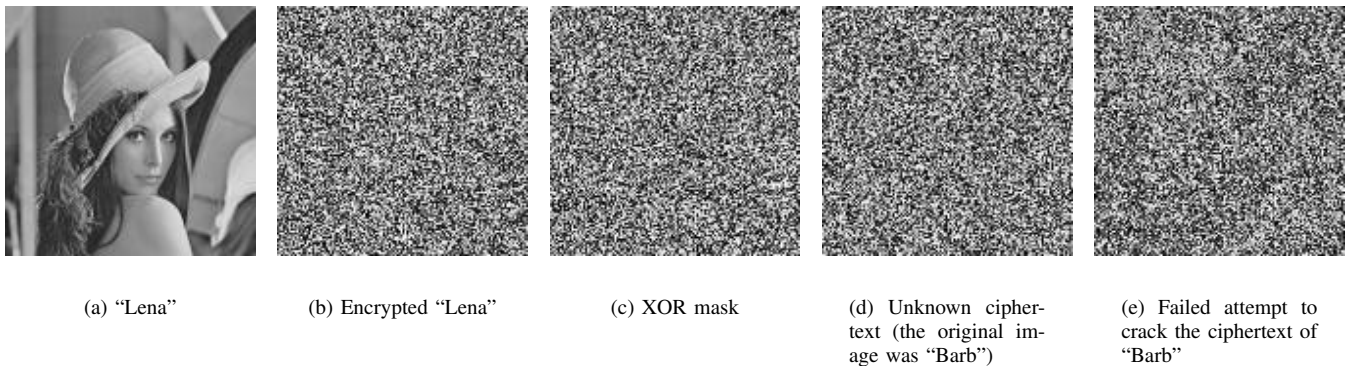 (a) “Lena”
(b) Encrypted “Lena”
(c) XOR mask
(d) Unknown cipher-
text (the original im-
age was “Barb”)
(e) Failed attempt to
crack the ciphertext of
“Barb”